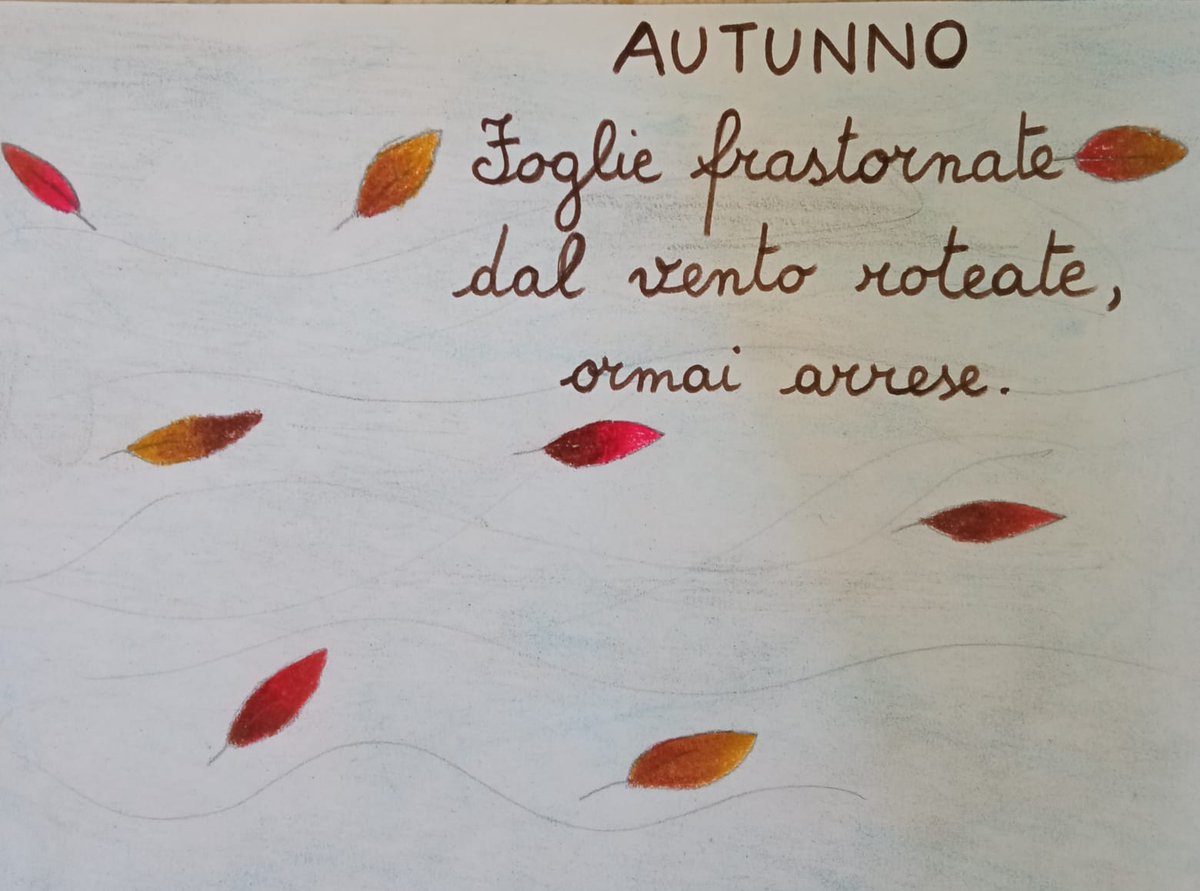 AUTUNNO
Foglie frastornate
dal vento roteate,
ormai arrese.